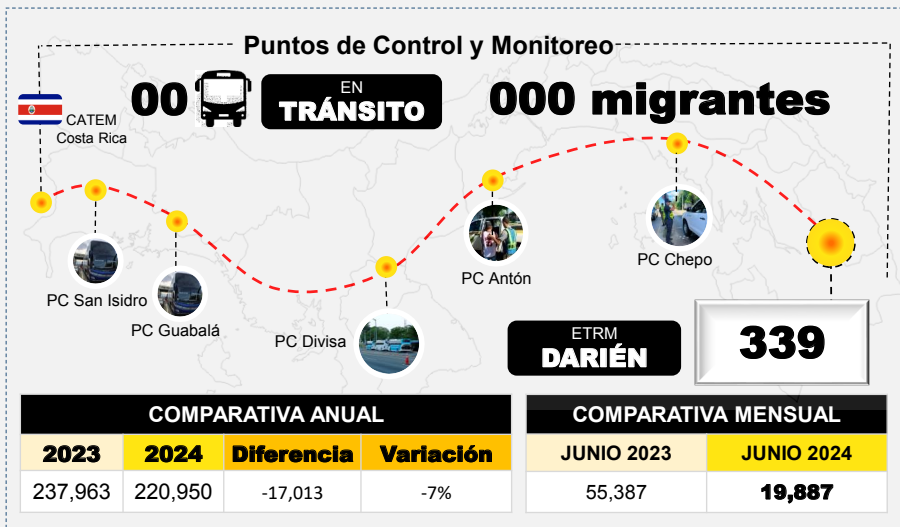 Puntos de Control y Monitoreo
CATEM
Costa Rica
00
EN
TRÁNSITO
000 migrantes
PC San Isidro
PC Guabalá
PC Divisa
PC Antón
PC Chepo
ETRM
DARIÉN
339
COMPARATIVA ANUAL
2023 2024 Diferencia Variación
237,963 220,950 -17,013 -7%
COMPARATIVA MENSUAL
JUNIO 2023 JUNIO 2024
55,387 19,887